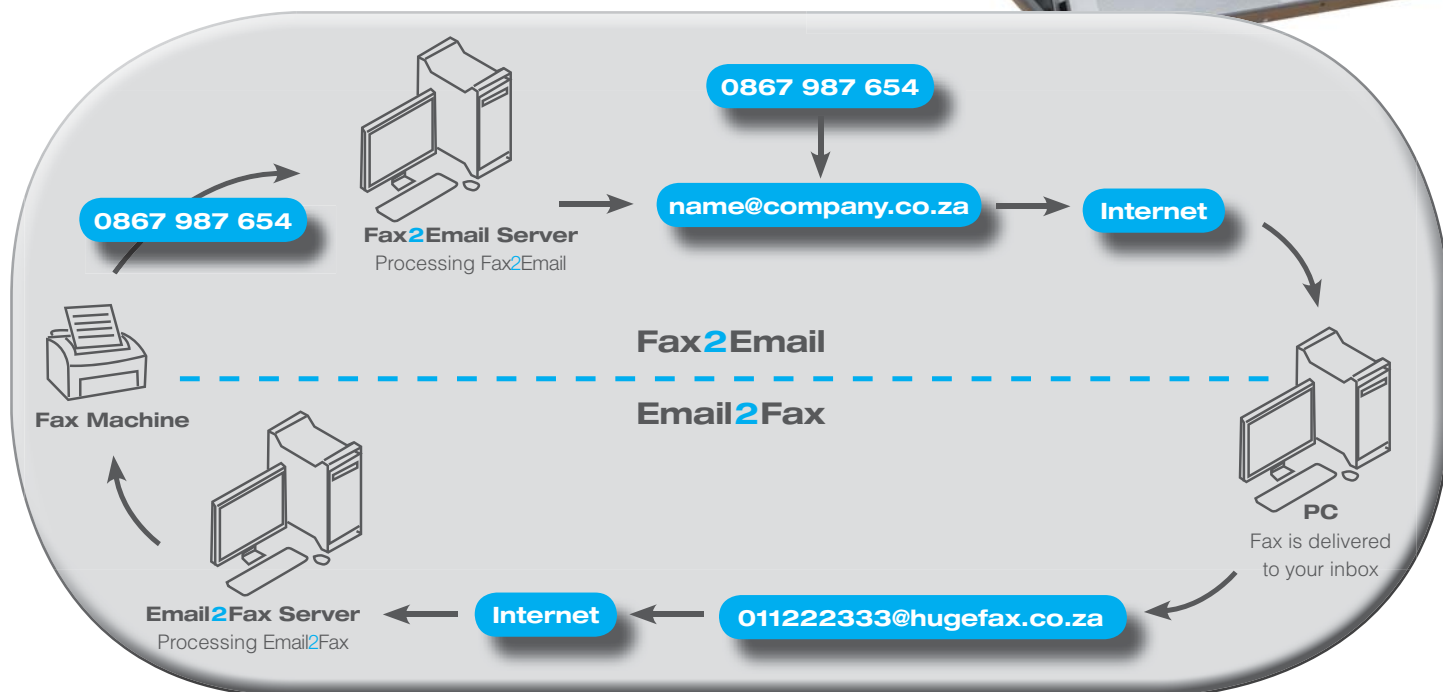 0867 987 654
0867 987 654
name@company.co.za
Internet
Fax2Email Server
Processing Fax2Email
Fax2Email
Fax Machine
Email2Fax
PC
Fax is delivered
to your inbox
Email2Fax Server
Processing Email2Fax
Internet
011222333@hugefax.co.za